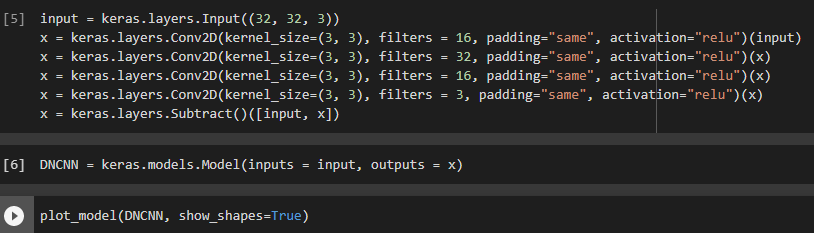 [5] input = keras.layers.Input((32, 32, 3))
x = keras.layers.Conv2D(kernel_size=(3, 3), filters = 16, padding="same", activation="relu")(input)
x = keras.layers.Conv2D(kernel_size=(3, 3), filters = 32, padding="same", activation="relu")(x)
x = keras.layers.Conv2D(kernel_size=(3, 3), filters = 16, padding="same", activation="relu")(x)
x = keras.layers.Conv2D(kernel_size=(3, 3), filters = 3, padding="same", activation="relu")(x)
x = keras.layers.Subtract()([input, x])
[6] DNCNN = keras.models.Model(inputs = input, outputs = x)
plot_model(DNCNN, show_shapes=True)